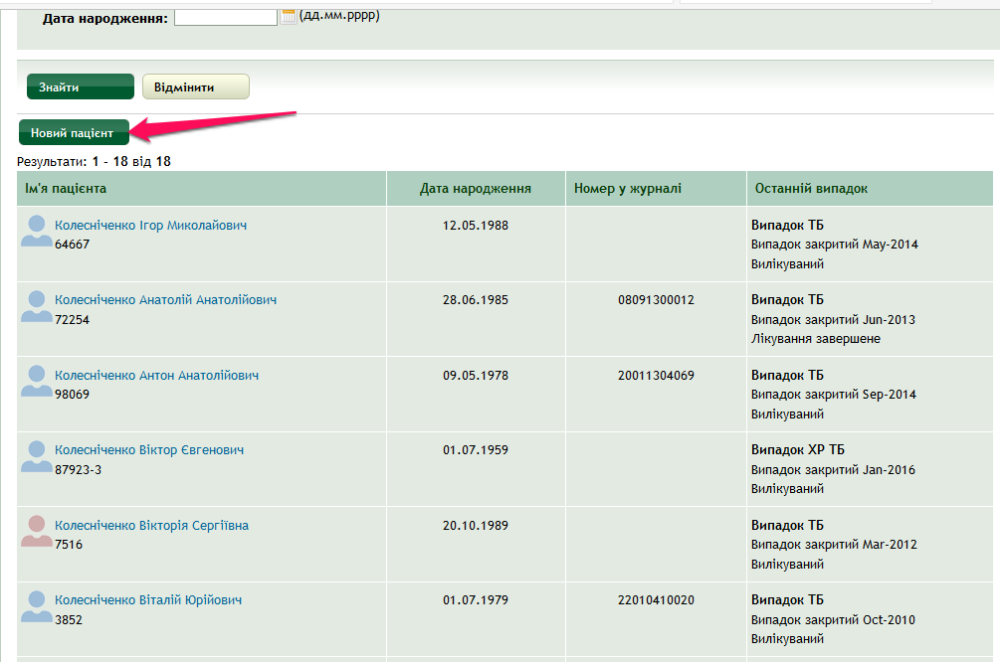 Дата народження: (дд.мм.рррр)
Знайти Відмінити
Новий пацієнт
Результати: 1 - 18 від 18
Ім'я пацієнта Дата народження Номер у журналі Останній випадок
Колесніченко Ігор Миколайович 12.05.1988 Випадок ТБ
64667 Випадок закритий May-2014
Вилікуваний
Колесніченко Анатолій Анатолійович 28.06.1985 08091300012 Випадок ТБ
72254 Випадок закритий Jun-2013
Лікування завершене
Колесніченко Антон Анатолійович 09.05.1978 20011304069 Випадок ТБ
98069 Випадок закритий Sep-2014
Вилікуваний
Колесніченко Віктор Євгенович 01.07.1959 Випадок ХР ТБ
87923-3 Випадок закритий Jan-2016
Вилікуваний
Колесніченко Вікторія Сергіївна 20.10.1989 Випадок ТБ
7516 Випадок закритий Mar-2012
Вилікуваний
Колесніченко Віталій Юрійович 01.07.1979 22010410020 Випадок ТБ
3852 Випадок закритий Oct-2010
Вилікуваний